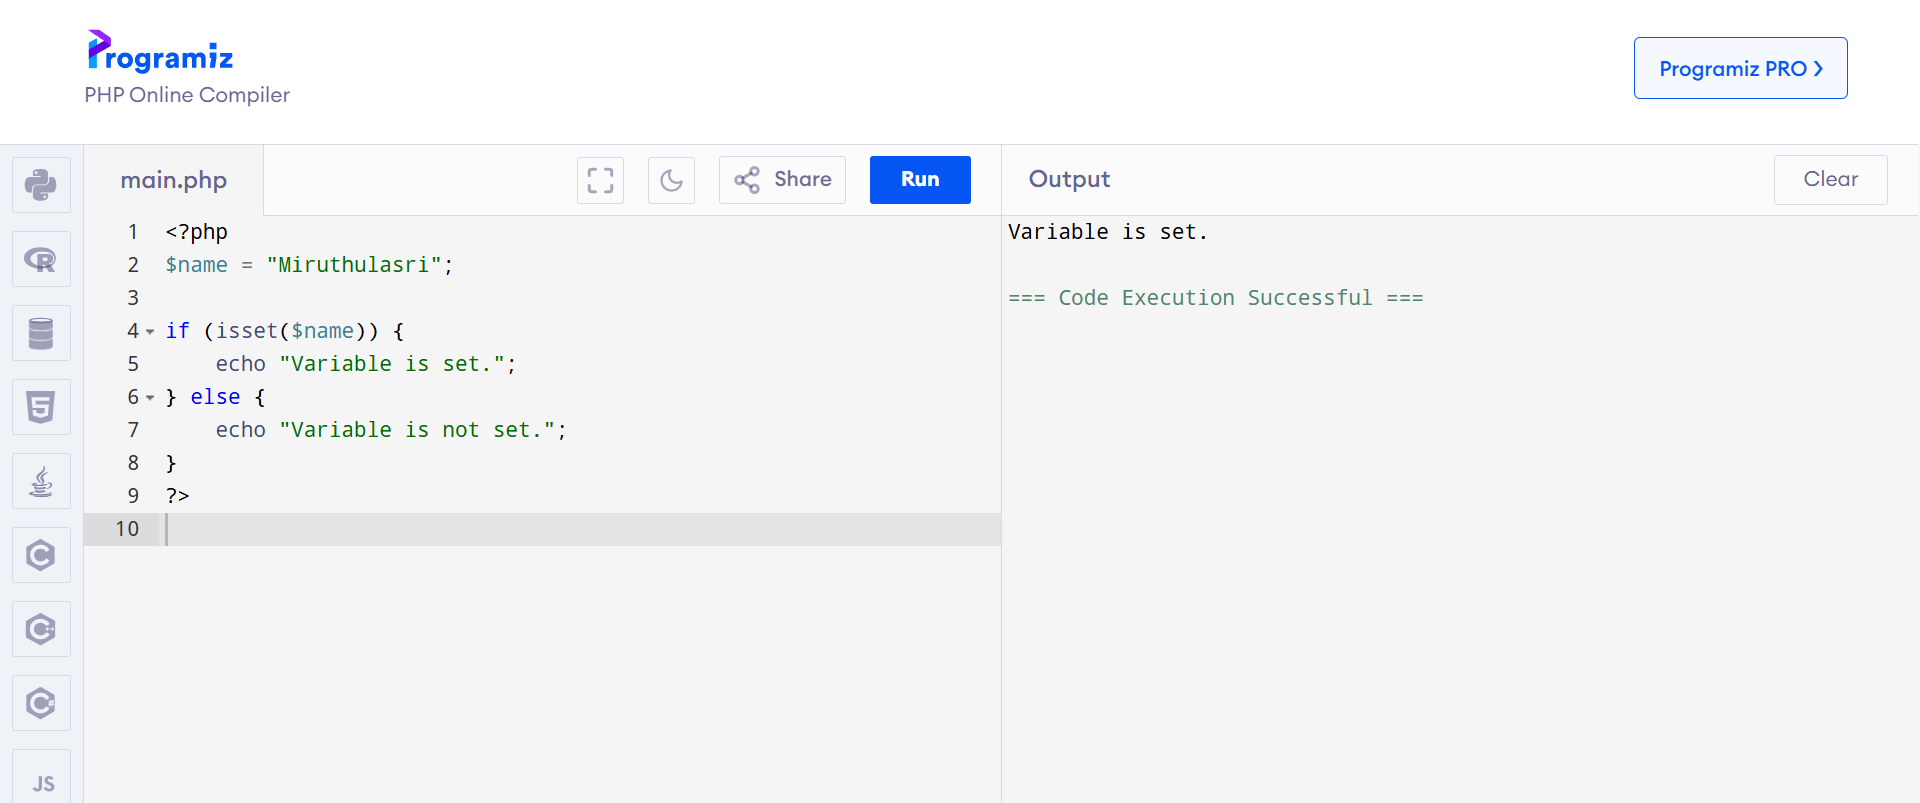 Programiz
PHP Online Compiler
Programiz PRO ›
main.php
Share
Run
Output
Clear
1 <?php
2 $name = "Miruthulasri";
3
4 if (isset($name)) {
5     echo "Variable is set.";
6 } else {
7     echo "Variable is not set.";
8 }
9 ?>
10
Variable is set.
=== Code Execution Successful ===
R
5
C
C++
C#
JS